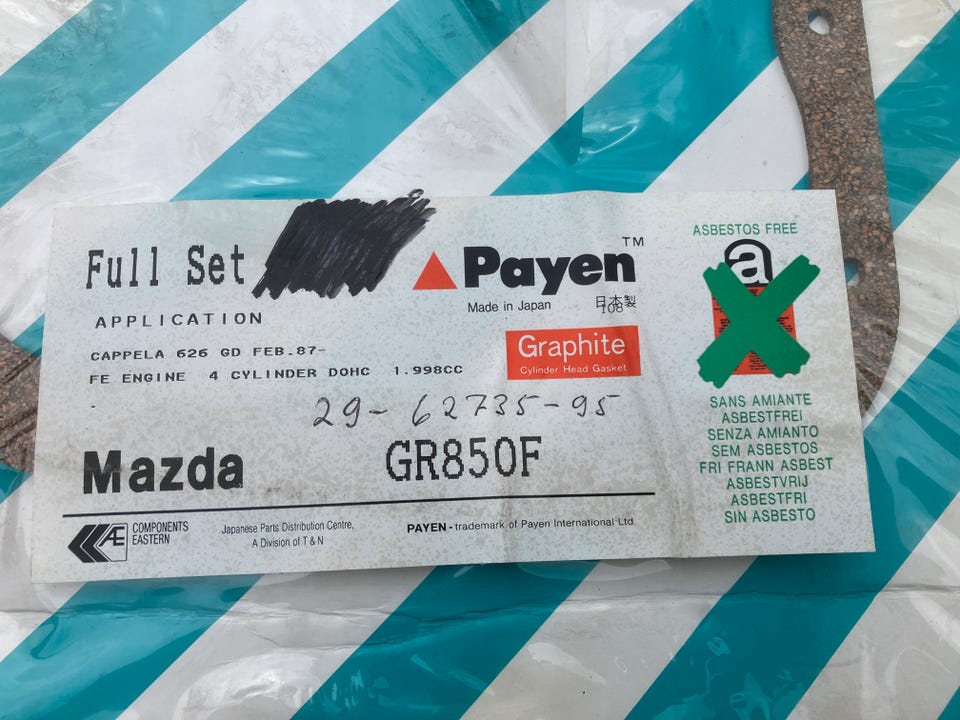 Full Set
Payen™
Made in Japan 日本製
108
APPLICATION
CAPPELA 626 GD FEB.87-
FE ENGINE 4 CYLINDER DOHC 1.998CC
Graphite
Cylinder Head Gasket
29-62735-95
Mazda
GR850F
AE COMPONENTS
EASTERN
Japanese Parts Distribution Centre,
A Division of T & N
PAYEN - trademark of Payen International Ltd
ASBESTOS FREE
a
SANS AMIANTE
ASBESTFREI
SENZA AMIANTO
SEM ASBESTOS
FRI FRANN ASBEST
ASBESTVRIJ
ASBESTFRI
SIN ASBESTO